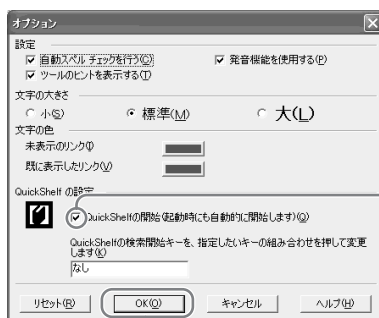 オプション
設定
自動スペル チェックを行う(C)
発音機能を使用する(P)
ツールのヒントを表示する(T)
文字の大きさ
小(S)
標準(M)
大(L)
文字の色
未表示のリンク(I)
既に表示したリンク(V)
QuickShelf の設定
QuickShelfの開始(起動時にも自動的に開始します)(Q)
QuickShelfの検索開始キーを、指定したいキーの組み合わせを押して変更
します(K)
なし
リセット(R)
OK(O)
キャンセル
ヘルプ(H)